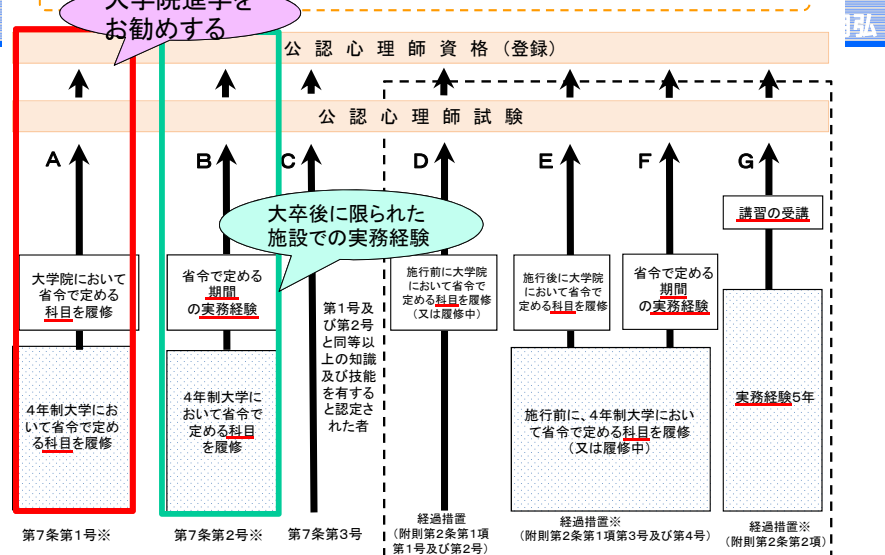 大学院進学を
お勧めする
弘
公認心理師資格(登録)
公認心理師試験
A
B
C
D
E
F
G
大卒後に限られた
施設での実務経験
講習の受講
大学院において
省令で定める
科目を履修
省令で定める
期間
の実務経験
第1号及
び第2号
と同等以
上の知識
及び技能
を有する
と認定さ
れた者
施行前に大学院
において省令で
定める科目を履修
(又は履修中)
施行後に大学院
において省令で
定める科目を履修
省令で定める
期間
の実務経験
4年制大学にお
いて省令で定め
る科目を履修
4年制大学に
おいて省令で
定める科目
を履修
施行前に、4年制大学におい
て省令で定める科目を履修
(又は履修中)
実務経験5年
第7条第1号※
第7条第2号※
第7条第3号
経過措置
(附則第2条第1項
第1号及び第2号)
経過措置※
(附則第2条第1項第3号及び第4号)
経過措置※
(附則第2条第2項)